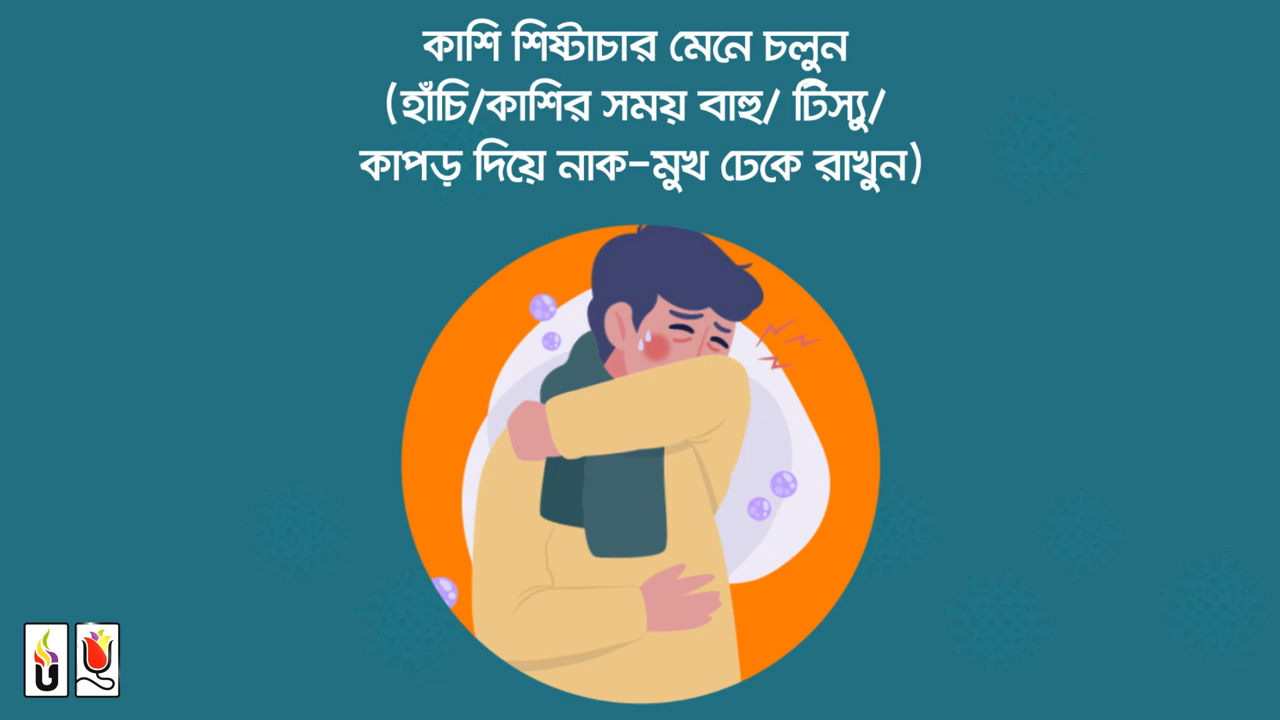 কাশি শিষ্টাচার মেনে চলুন
(হাঁচি/কাশির সময় বাহু/ টিস্যু/
কাপড় দিয়ে নাক-মুখ ঢেকে রাখুন)